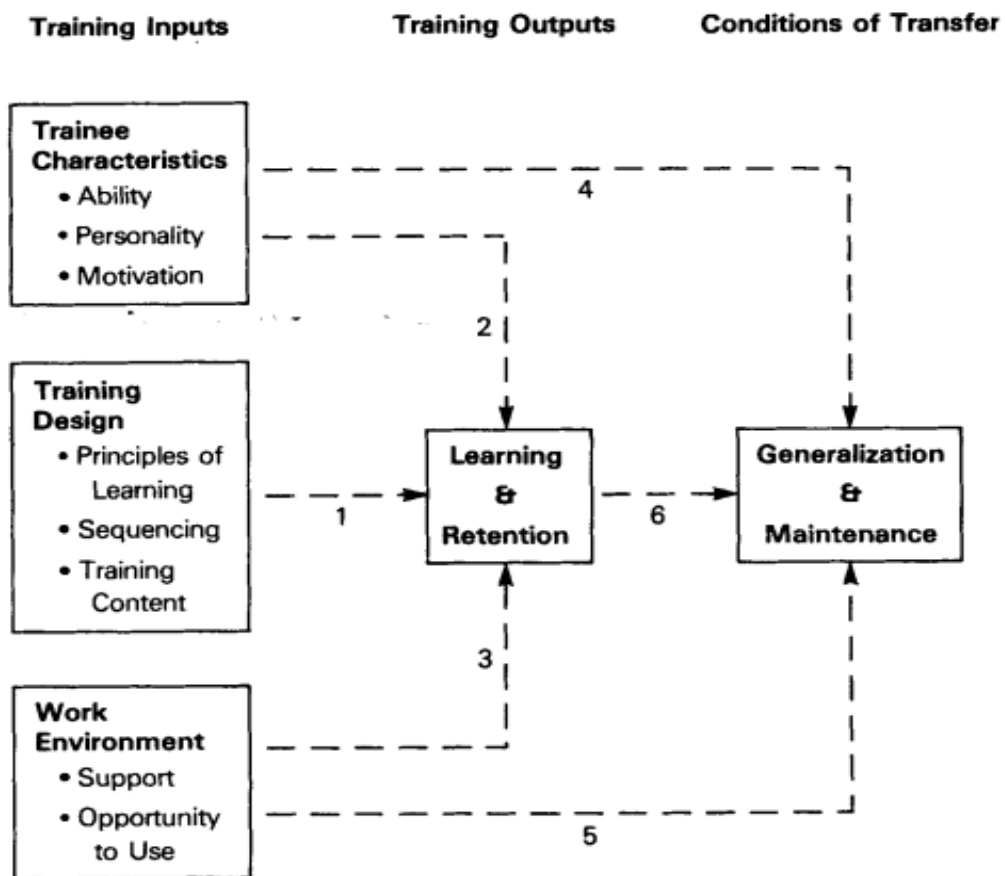 Training Inputs
Training Outputs
Conditions of Transfer
Trainee
Characteristics
• Ability
• Personality
• Motivation
4
2
Training
Design
• Principles of
Learning
• Sequencing
• Training
Content
1
Learning
&
Retention
6
Generalization
&
Maintenance
3
Work
Environment
• Support
• Opportunity
to Use
5